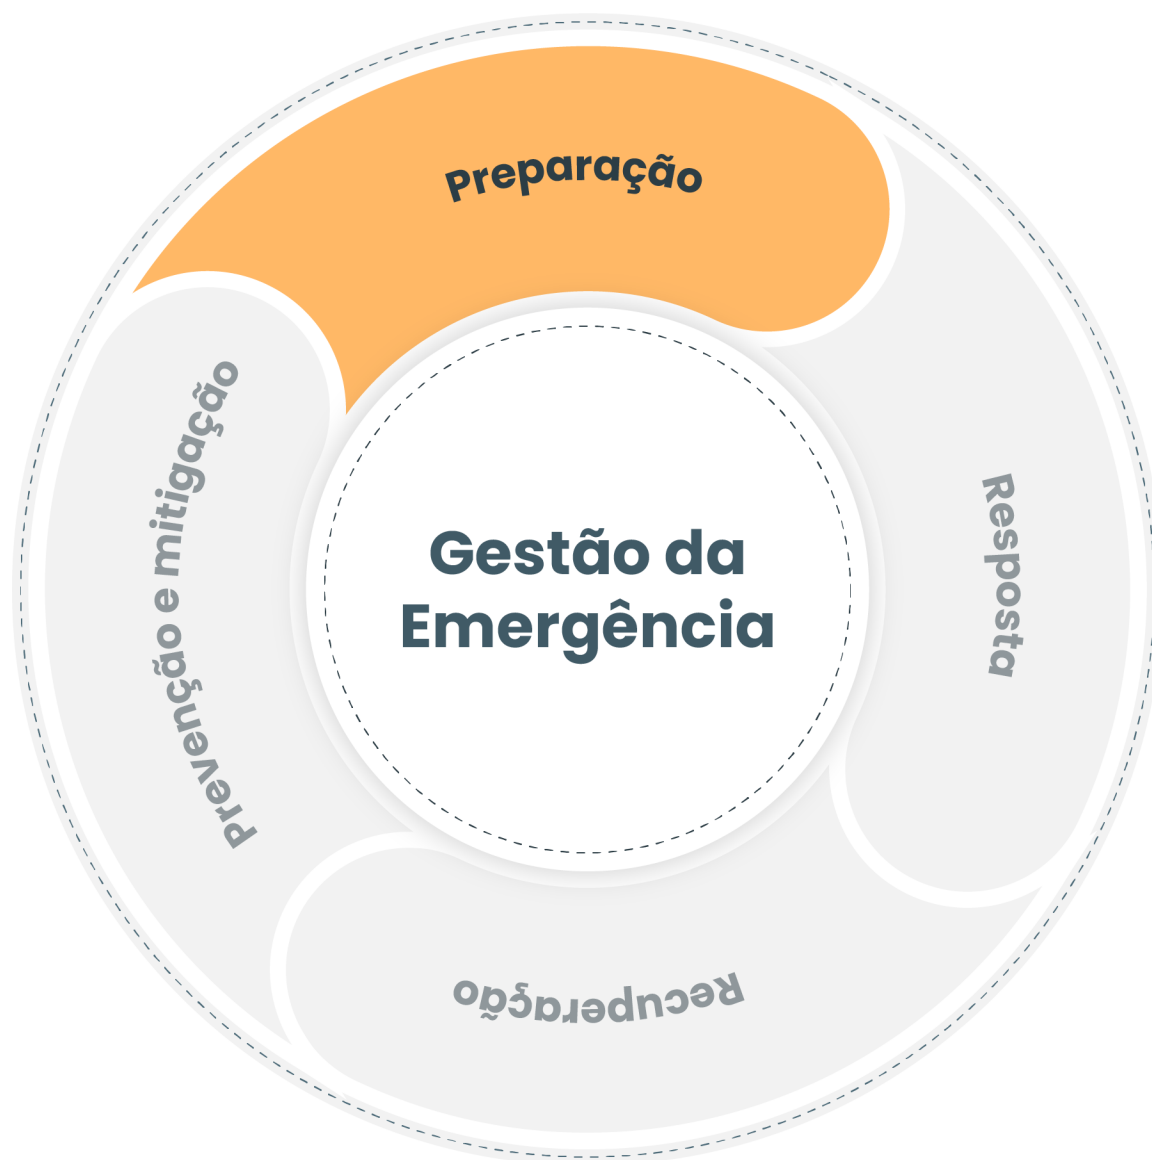 Preparação
Resposta
Recuperação
Prevenção e mitigação
Gestão da
Emergência